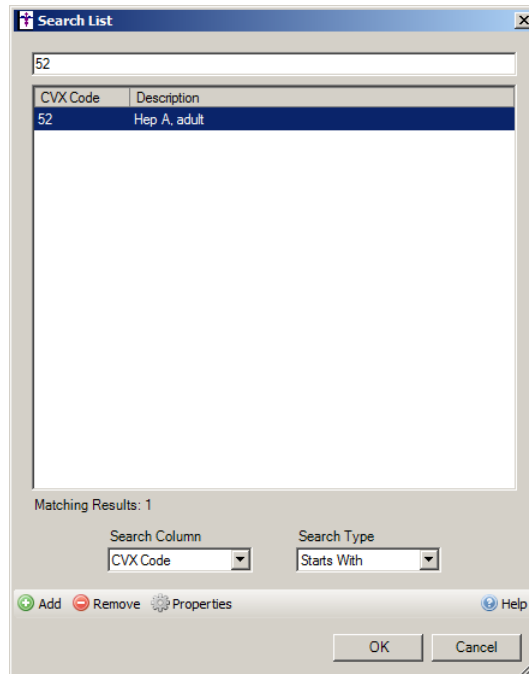 Search List
52
CVX Code Description
52 Hep A, adult
Matching Results: 1
Search Column Search Type
CVX Code Starts With
Add Remove Properties Help
OK Cancel